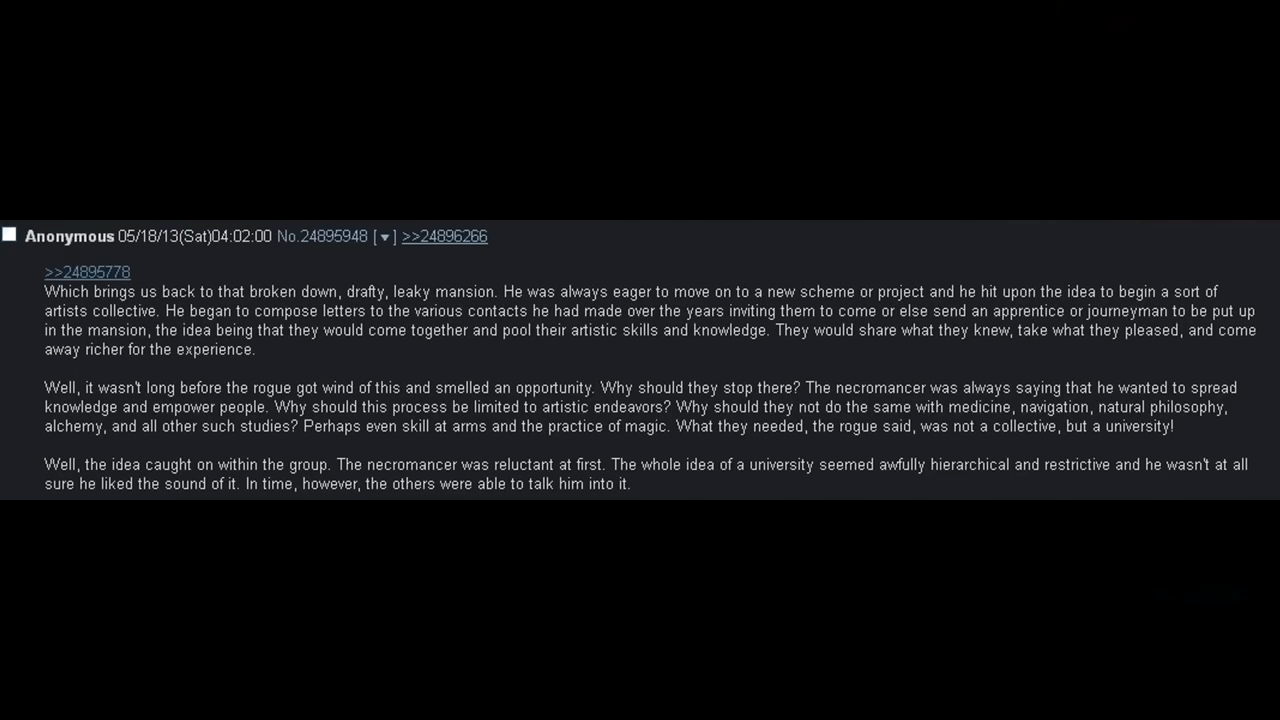 Anonymous 05/18/13(Sat)04:02:00 No.24895948 [▼] >>24896266
>>24895778
Which brings us back to that broken down, drafty, leaky mansion. He was always eager to move on to a new scheme or project and he hit upon the idea to begin a sort of
artists collective. He began to compose letters to the various contacts he had made over the years inviting them to come or else send an apprentice or journeyman to be put up
in the mansion, the idea being that they would come together and pool their artistic skills and knowledge. They would share what they knew, take what they pleased, and come
away richer for the experience.
Well, it wasn't long before the rogue got wind of this and smelled an opportunity. Why should they stop there? The necromancer was always saying that he wanted to spread
knowledge and empower people. Why should this process be limited to artistic endeavors? Why should they not do the same with medicine, navigation, natural philosophy,
alchemy, and all other such studies? Perhaps even skill at arms and the practice of magic. What they needed, the rogue said, was not a collective, but a university!
Well, the idea caught on within the group. The necromancer was reluctant at first. The whole idea of a university seemed awfully hierarchical and restrictive and he wasn't at all
sure he liked the sound of it. In time, however, the others were able to talk him into it.